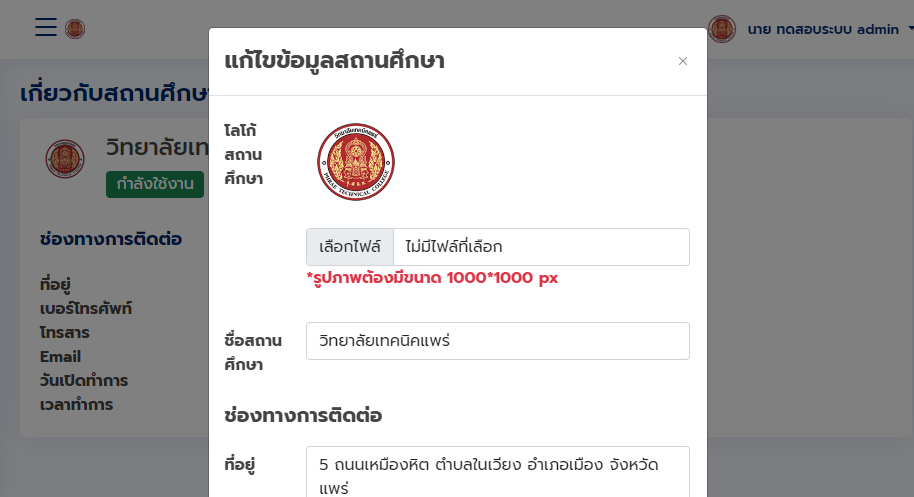 นาย ทดสอบระบบ admin
แก้ไขข้อมูลสถานศึกษา
เกี่ยวกับสถานศึกษา
โลโก้
สถาน
ศึกษา
วิทยาลัยเทคนิคแพร่
PHRAE TECHNICAL COLLEGE
วิทยาลัยเท
กำลังใช้งาน
ช่องทางการติดต่อ
ที่อยู่
เบอร์โทรศัพท์
โทรสาร
Email
วันเปิดทำการ
เวลาทำการ
เลือกไฟล์ ไม่มีไฟล์ที่เลือก
*รูปภาพต้องมีขนาด 1000*1000 px
ชื่อสถาน
ศึกษา
วิทยาลัยเทคนิคแพร่
ช่องทางการติดต่อ
ที่อยู่
5 ถนนเหมืองหิต ตำบลในเวียง อำเภอเมือง จังหวัด
แพร่